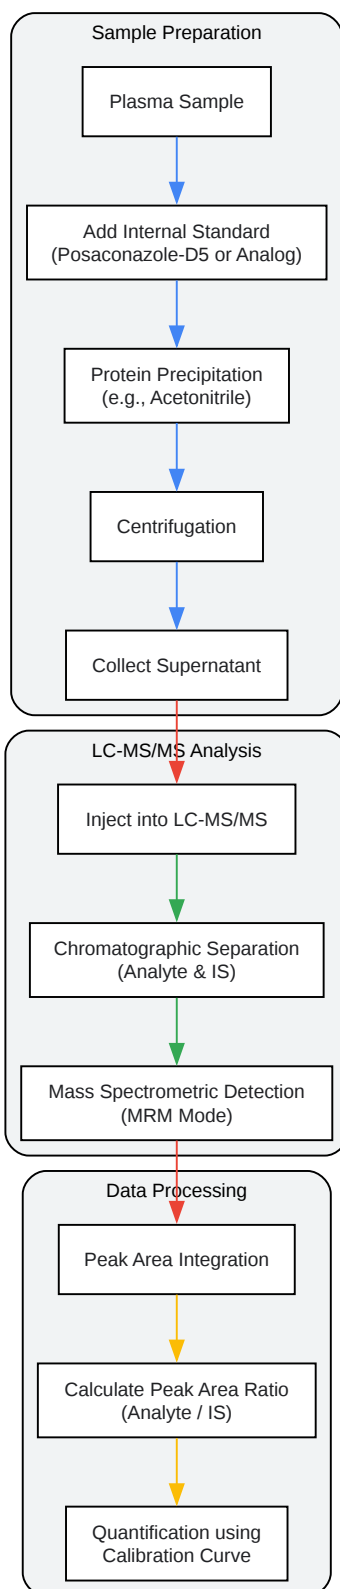 Sample Preparation
Plasma Sample
Add Internal Standard
(Posaconazole-D5 or Analog)
Protein Precipitation
(e.g., Acetonitrile)
Centrifugation
Collect Supernatant
LC-MS/MS Analysis
Inject into LC-MS/MS
Chromatographic Separation
(Analyte & IS)
Mass Spectrometric Detection
(MRM Mode)
Data Processing
Peak Area Integration
Calculate Peak Area Ratio
(Analyte / IS)
Quantification using
Calibration Curve